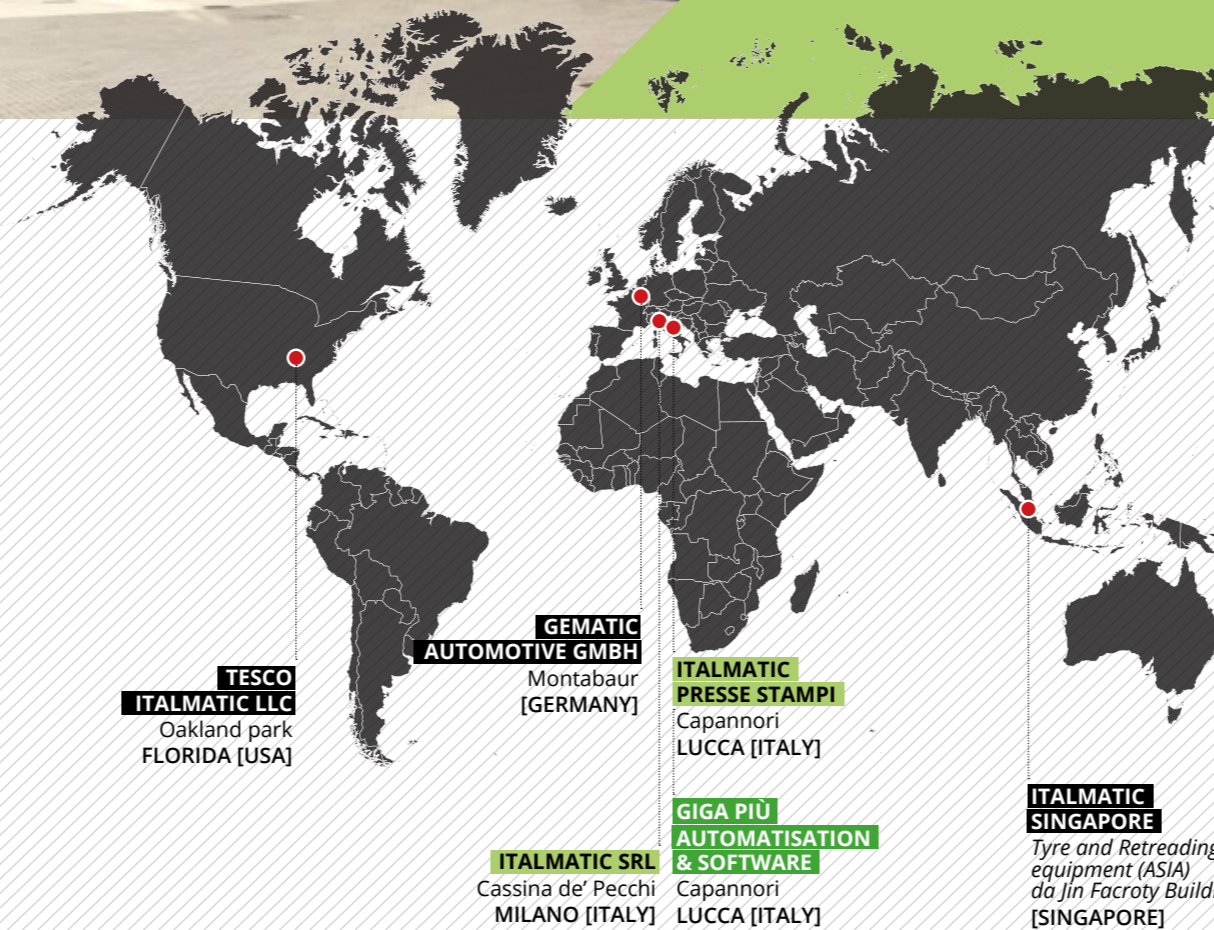 TESCO
ITALMATIC LLC
Oakland park
FLORIDA [USA]
GEMATIC
AUTOMOTIVE GMBH
Montabaur
[GERMANY]
ITALMATIC
PRESSE STAMPI
Capannori
LUCCA [ITALY]
ITALMATIC SRL
Cassina de’ Pecchi
MILANO [ITALY]
GIGA PIÙ
AUTOMATISATION
& SOFTWARE
Capannori
LUCCA [ITALY]
ITALMATIC
SINGAPORE
Tyre and Retreading
equipment (ASIA)
da Jin Facroty
[SINGAPORE]